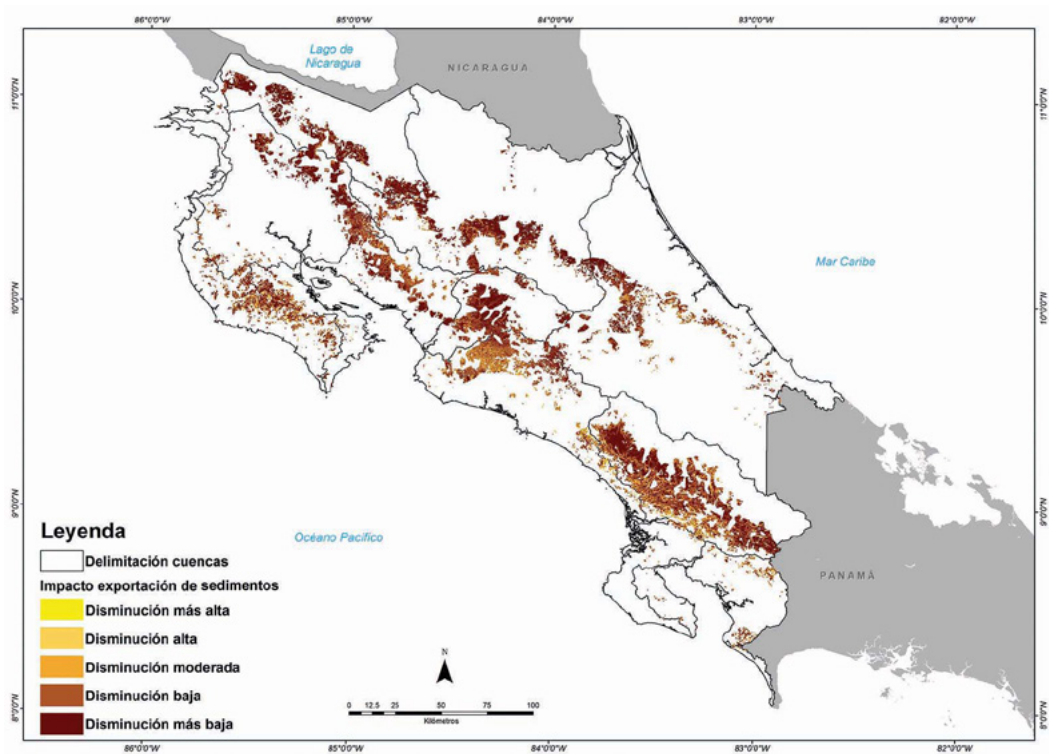 86°0'0"W 85°0'0"W 84°0'0"W 83°0'0"W 82°0'0"W
Lago de
Nicaragua
NICARAGUA
11°0'0"N 11°0'0"N
Mar Caribe
10°0'0"N 10°0'0"N
9°0'0"N 9°0'0"N
Océano Pacífico
PANAMÀ
Leyenda
Delimitación cuencas
Impacto exportación de sedimentos
Disminución más alta
Disminución alta
Disminución moderada
Disminución baja
Disminución más baja
N
0 12.5 25 50 75 100
Kilómetros
8°0'0"N 8°0'0"N
86°0'0"W 85°0'0"W 84°0'0"W 83°0'0"W 82°0'0"W